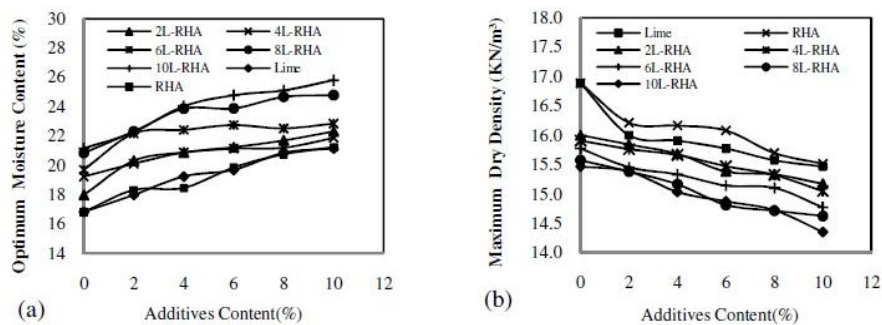 Optimum Moisture Content (%)
30
28
26
24
22
20
18
16
14
2L-RHA
4L-RHA
6L-RHA
8L-RHA
10L-RHA
Lime
RHA
0
2
4
6
8
10
12
(a)
Additives Content(%)
Maximum Dry Density (KN/m³)
18.0
17.5
17.0
16.5
16.0
15.5
15.0
14.5
14.0
Lime
RHA
2L-RHA
4L-RHA
6L-RHA
8L-RHA
10L-RHA
0
2
4
6
8
10
12
(b)
Additives Content(%)